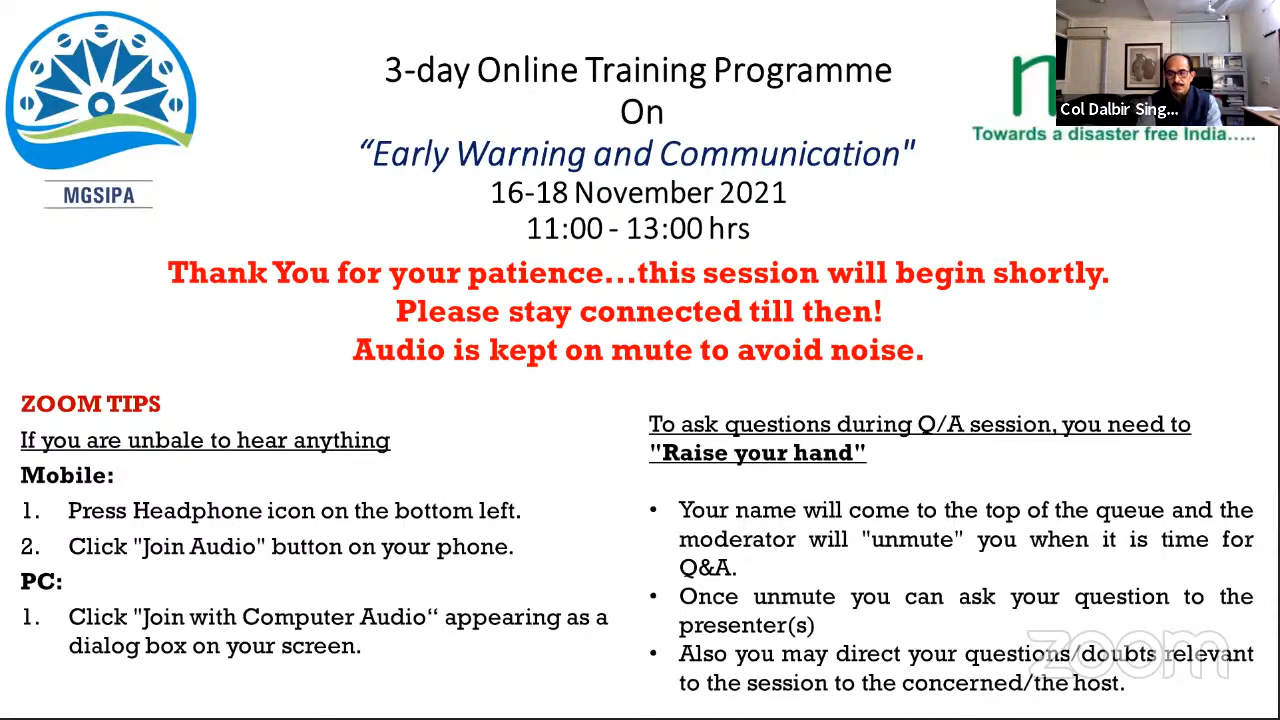 3-day Online Training Programme
On
“Early Warning and Communication"
16-18 November 2021
11:00 - 13:00 hrs
MGSIPA
Col Dalbir Sing...
Towards a disaster free India.....
Thank You for your patience...this session will begin shortly.
Please stay connected till then!
Audio is kept on mute to avoid noise.
ZOOM TIPS
If you are unbale to hear anything
Mobile:
1. Press Headphone icon on the bottom left.
2. Click "Join Audio" button on your phone.
PC:
1. Click "Join with Computer Audio“ appearing as a
dialog box on your screen.
To ask questions during Q/A session, you need to
"Raise your hand"
• Your name will come to the top of the queue and the
moderator will "unmute" you when it is time for
Q&A.
• Once unmute you can ask your question to the
presenter(s)
• Also you may direct your questions/doubts relevant
to the session to the concerned/the host.
zoom